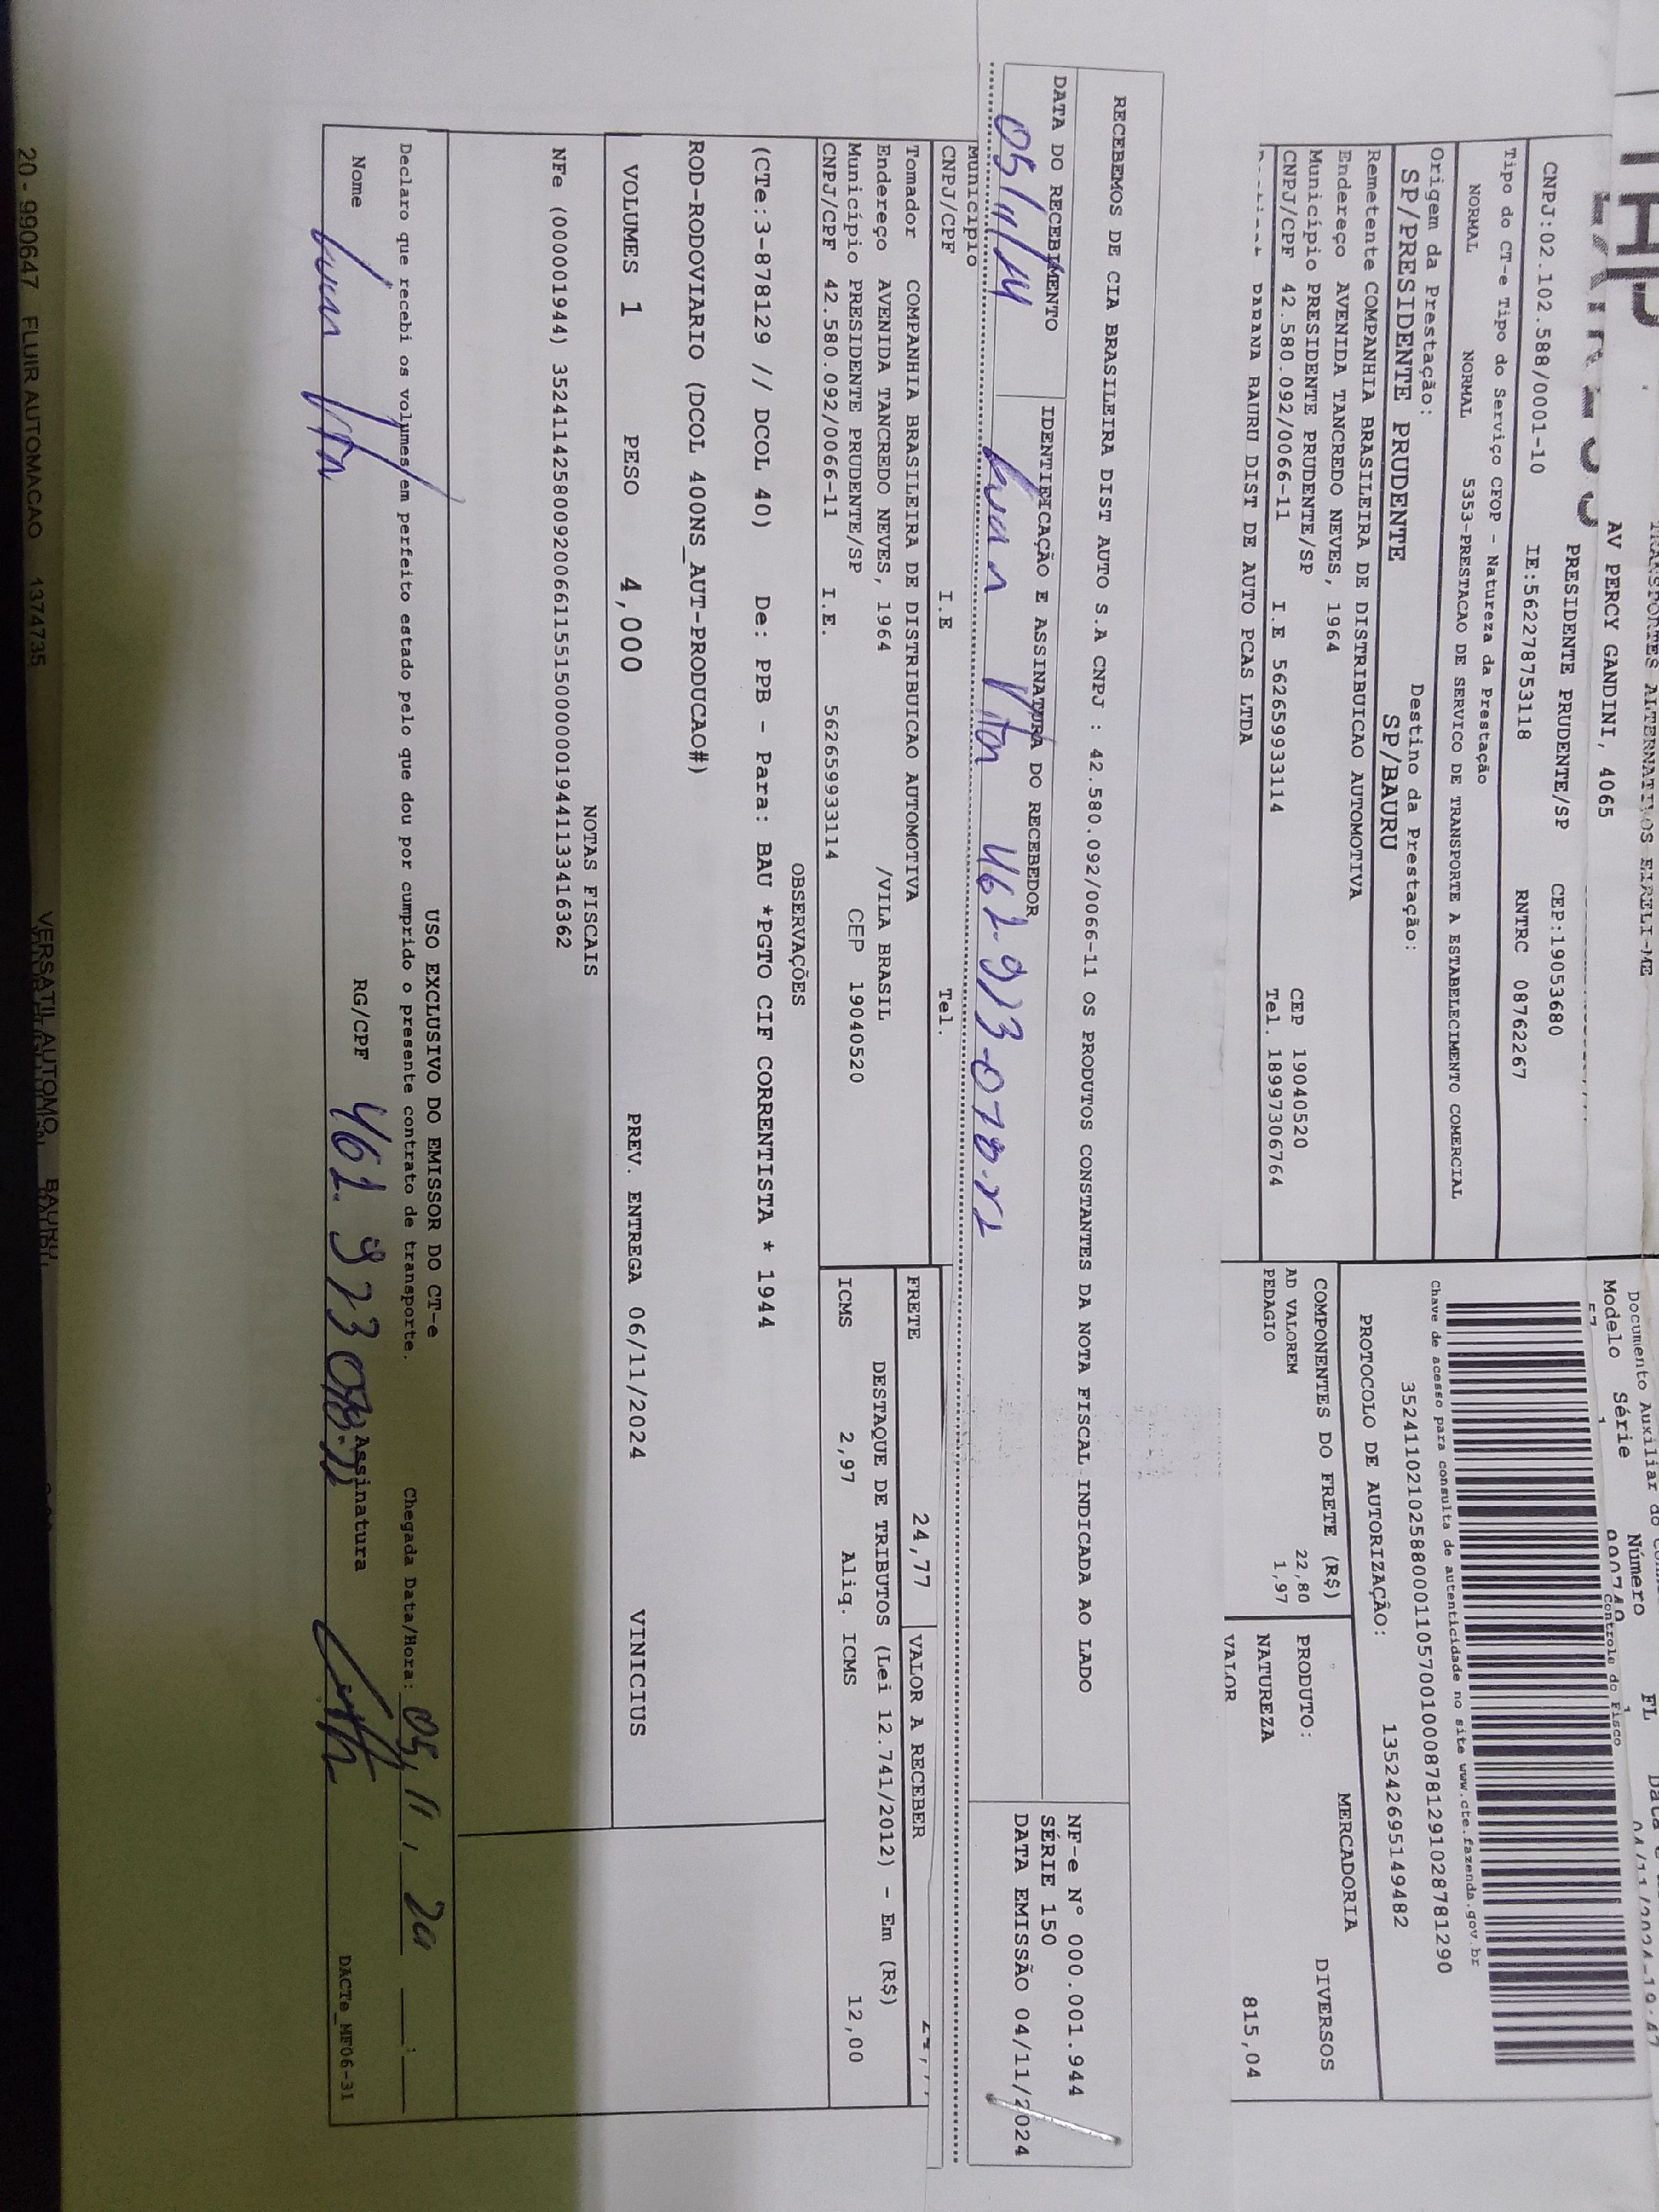 TRANSPORTES ALTERNATIVOS EIRELI-ME
AV PERCY GANDINI, 4065
PRESIDENTE PRUDENTE/SP CEP:19053680
CNPJ:02.102.588/0001-10 IE:562278753118 RNTRC 08762267
Documento Auxiliar do
Modelo Série Número FL
Controle do Fisco
Tipo do CT-e Tipo do Serviço CFOP - Natureza da Prestação
NORMAL NORMAL 5353-PRESTACAO DE SERVICO DE TRANSPORTE A ESTABELECIMENTO COMERCIAL
Chave de acesso para consulta de autenticidade no site www.cte.fazenda.gov.br
35241102102588000110570010008781291028781290
Origem da Prestação: Destino da Prestação:
SP/PRESIDENTE PRUDENTE SP/BAURU
PROTOCOLO DE AUTORIZAÇÃO: 135242695149482
Remetente COMPANHIA BRASILEIRA DE DISTRIBUICAO AUTOMOTIVA
Endereço AVENIDA TANCREDO NEVES, 1964
Município PRESIDENTE PRUDENTE/SP CEP 19040520
CNPJ/CPF 42.580.092/0066-11 I.E 562659933114 Tel. 18997306764
PARANA BAURU DIST DE AUTO PCAS LTDA
COMPONENTES DO FRETE (R$)
AD VALOREM 22,80
PEDAGIO 1,97
MERCADORIA
PRODUTO: DIVERSOS
NATUREZA
VALOR 815,04
RECEBEMOS DE CIA BRASILEIRA DIST AUTO S.A CNPJ : 42.580.092/0066-11 OS PRODUTOS CONSTANTES DA NOTA FISCAL INDICADA AO LADO
DATA DO RECEBIMENTO IDENTIFICAÇÃO E ASSINATURA DO RECEBEDOR
05/11/24
NF-e Nº 000.001.944
SÉRIE 150
DATA EMISSÃO 04/11/2024
Município
CNPJ/CPF I.E Tel.
Tomador COMPANHIA BRASILEIRA DE DISTRIBUICAO AUTOMOTIVA
Endereço AVENIDA TANCREDO NEVES, 1964 /VILA BRASIL
Município PRESIDENTE PRUDENTE/SP CEP 19040520
CNPJ/CPF 42.580.092/0066-11 I.E. 562659933114
FRETE 24,77 VALOR A RECEBER
DESTAQUE DE TRIBUTOS (Lei 12.741/2012) - Em (R$)
ICMS 2,97 Aliq. ICMS 12,00
OBSERVAÇÕES
(CTe:3-878129 // DCOL 40) De: PPB - Para: BAU *PGTO CIF CORRENTISTA * 1944
ROD-RODOVIARIO (DCOL 400NS_AUT-PRODUCAO#)
VOLUMES 1 PESO 4,000 PREV. ENTREGA 06/11/2024 VINICIUS
NOTAS FISCAIS
NFe (000001944) 35241142580092006611551500000019441133416362
USO EXCLUSIVO DO EMISSOR DO CT-e
Declaro que recebi os volumes em perfeito estado pelo que dou por cumprido o presente contrato de transporte. Chegada Data/Hora: 05/11/24
Nome RG/CPF Assinatura
DACTe_MF06-31
20 - 990647 FLUIR AUTOMACAO 1374735 VERSATIL AUTOMO BAURU